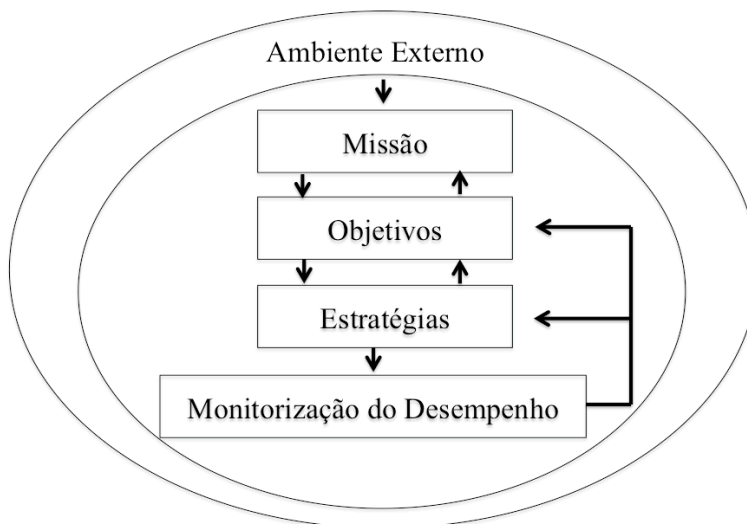 Ambiente Externo
Missão
Objetivos
Estratégias
Monitorização do Desempenho